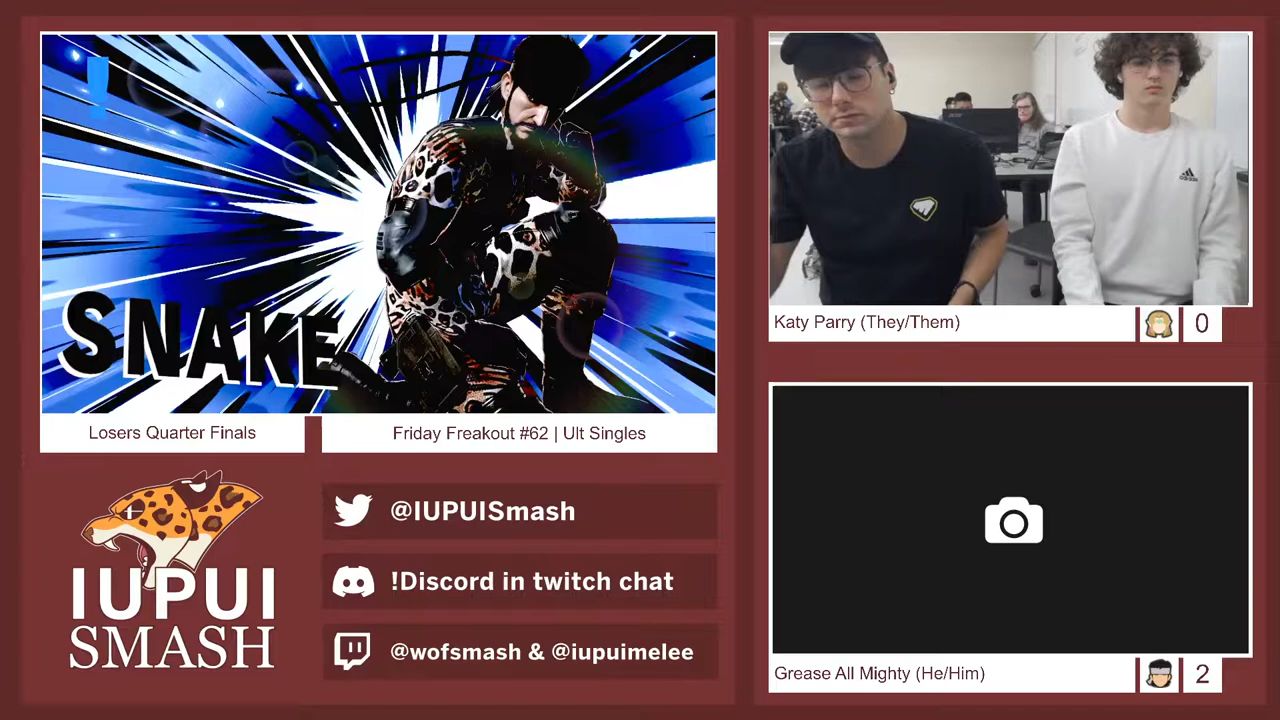 SNAKE
Losers Quarter Finals
Friday Freakout #62 | Ult Singles
IUPUI
SMASH
@IUPUISmash
!Discord in twitch chat
@wofsmash & @iupuimelee
adidas
Katy Parry (They/Them)
0
Grease All Mighty (He/Him)
2